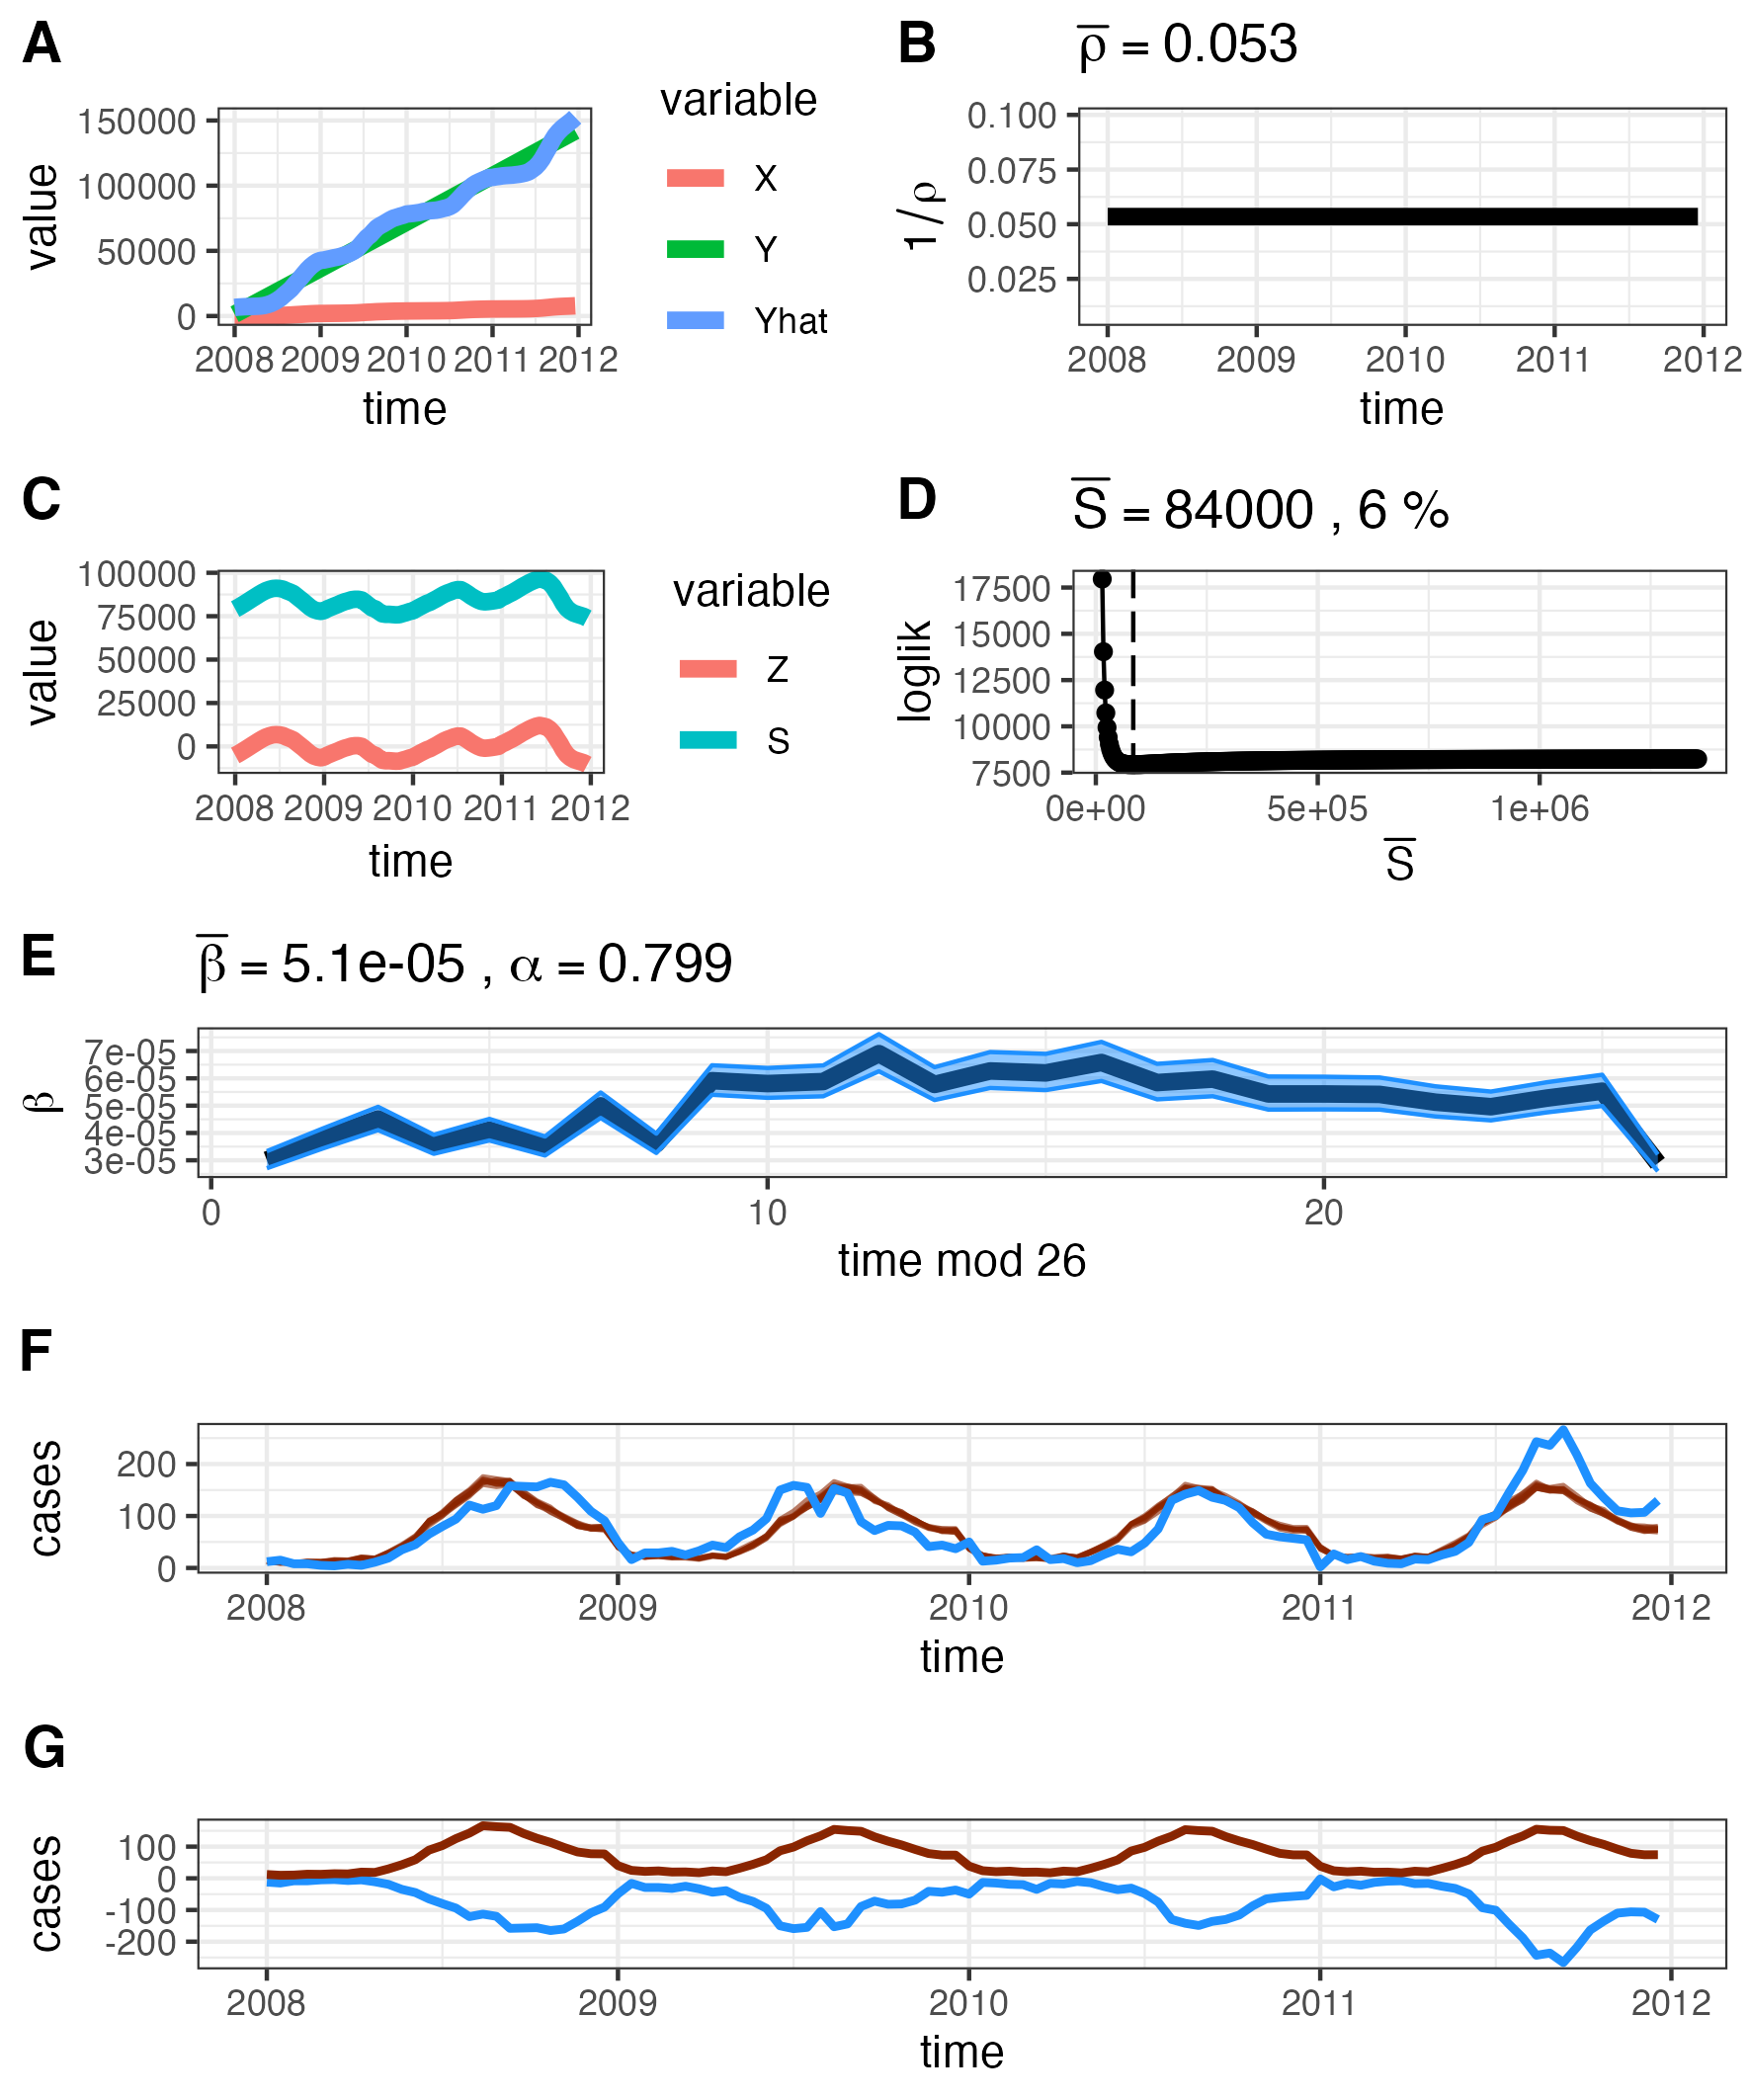 A
150000
100000
50000
0
value
2008 2009 2010 2011 2012
time
variable
X
Y
Yhat
B
ρ̅ = 0.053
0.100
0.075
0.050
0.025
1/ρ
2008 2009 2010 2011 2012
time
C
100000
75000
50000
25000
0
value
2008 2009 2010 2011 2012
time
variable
Z
S
D
S̅ = 84000 , 6 %
17500
15000
12500
10000
7500
loglik
0e+00 5e+05 1e+06
S̅
E
β̅ = 5.1e-05 , α = 0.799
7e-05
6e-05
5e-05
4e-05
3e-05
β
0 10 20
time mod 26
F
200
100
0
cases
2008 2009 2010 2011 2012
time
G
100
0
-100
-200
cases
2008 2009 2010 2011 2012
time